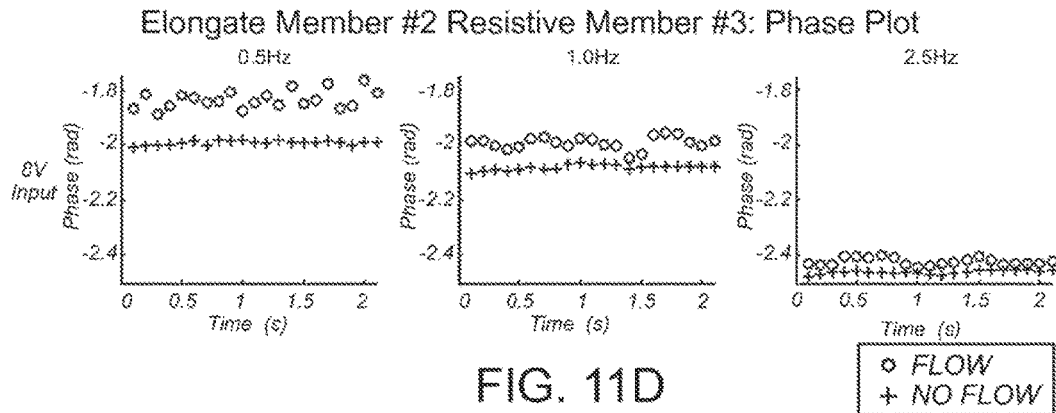 Elongate Member #2 Resistive Member #3: Phase Plot
0.5Hz 1.0Hz 2.5Hz
8V
Input
Phase (rad)
-1.8
-2
-2.2
-2.4
0 0.5 1 1.5 2
Time (s)
Phase (rad)
-1.8
-2
-2.2
-2.4
0 0.5 1 1.5 2
Time (s)
Phase (rad)
-1.8
-2
-2.2
-2.4
0 0.5 1 1.5 2
Time (s)
FLOW
NO FLOW
FIG. 11D